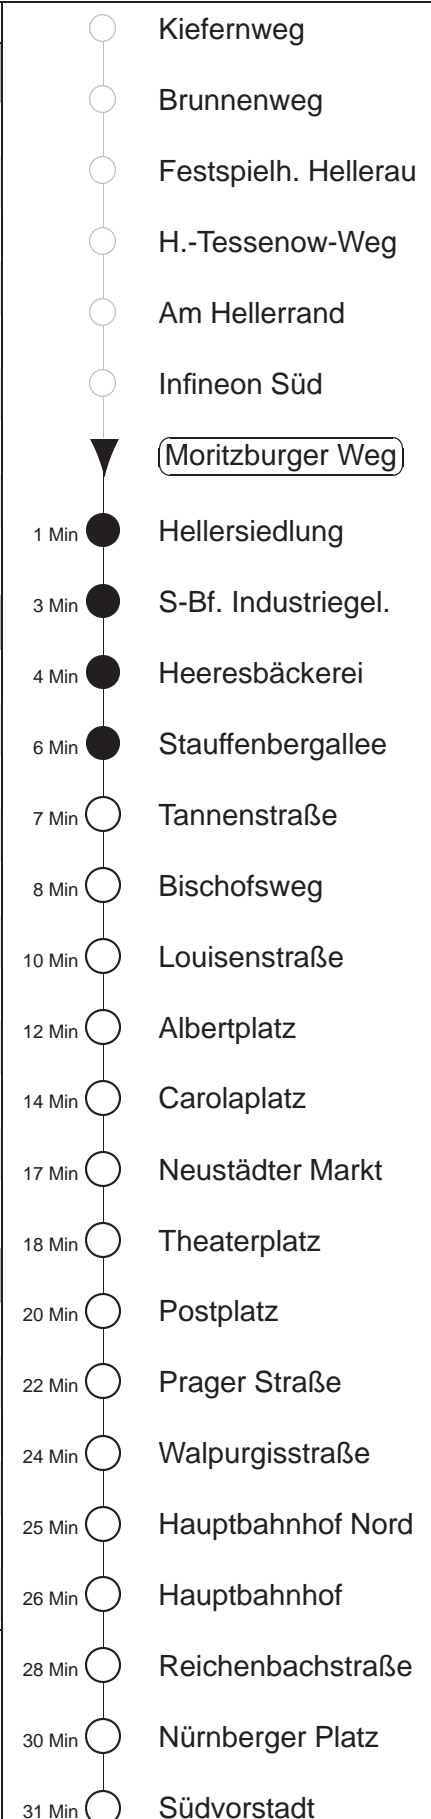 Kiefernweg
Brunnenweg
Festspielh. Hellerau
H.-Tessenow-Weg
Am Hellerrand
Infineon Süd
Moritzburger Weg
1 Min Hellersiedlung
3 Min S-Bf. Industriegel.
4 Min Heeresbäckerei
6 Min Stauffenbergallee
7 Min Tannenstraße
8 Min Bischofsweg
10 Min Louisenstraße
12 Min Albertplatz
14 Min Carolaplatz
17 Min Neustädter Markt
18 Min Theaterplatz
20 Min Postplatz
22 Min Prager Straße
24 Min Walpurgisstraße
25 Min Hauptbahnhof Nord
26 Min Hauptbahnhof
28 Min Reichenbachstraße
30 Min Nürnberger Platz
31 Min Südvorstadt